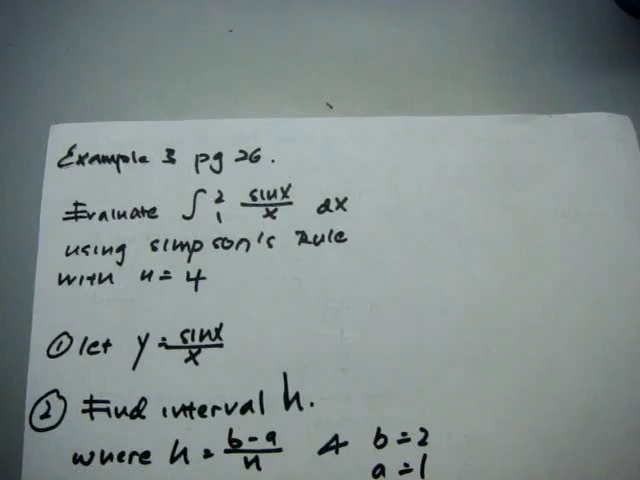 Example 3 pg 26.
Evaluate ∫₁² sinx/x dx
using simpson's Rule
with n = 4
① let y = sinx/x
② Find interval h.
where h = b-a/n & b = 2
a = 1